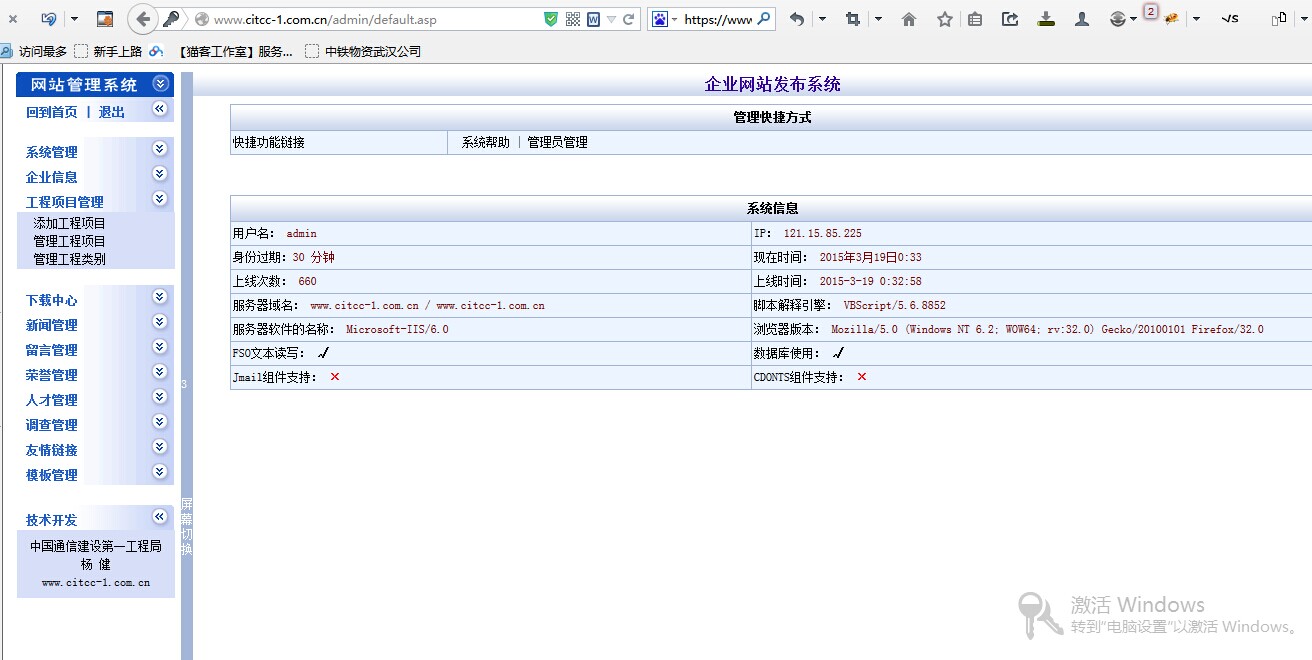 www.citcc-1.com.cn/admin/default.asp
https://www
2
访问最多 新手上路 【猫客工作室】服务... 中铁物资武汉公司
网站管理系统
回到首页 | 退出
系统管理
企业信息
工程项目管理
添加工程项目
管理工程项目
管理工程类别
下载中心
新闻管理
留言管理
荣誉管理
人才管理
调查管理
友情链接
模板管理
技术开发
中国通信建设第一工程局
杨 健
www.citcc-1.com.cn
3
屏幕切换
企业网站发布系统
管理快捷方式
快捷功能链接 系统帮助 | 管理员管理
系统信息
用户名: admin IP: 121.15.85.225
身份过期: 30 分钟 现在时间: 2015年3月19日0:33
上线次数: 660 上线时间: 2015-3-19 0:32:58
服务器域名: www.citcc-1.com.cn / www.citcc-1.com.cn 脚本解释引擎: VBScript/5.6.8852
服务器软件的名称: Microsoft-IIS/6.0 浏览器版本: Mozilla/5.0 (Windows NT 6.2; WOW64; rv:32.0) Gecko/20100101 Firefox/32.0
FSO文本读写: ✓ 数据库使用: ✓
Jmail组件支持: ✕ CDONTS组件支持: ✕
激活 Windows
转到"电脑设置"以激活 Windows。